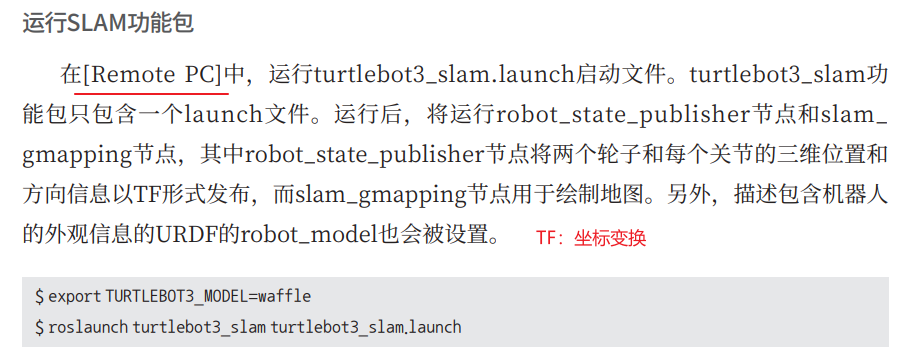 运行SLAM功能包
在[Remote PC]中，运行turtlebot3_slam.launch启动文件。turtlebot3_slam功
能包只包含一个launch文件。运行后，将运行robot_state_publisher节点和slam_
gmapping节点，其中robot_state_publisher节点将两个轮子和每个关节的三维位置和
方向信息以TF形式发布，而slam_gmapping节点用于绘制地图。另外，描述包含机器人
的外观信息的URDF的robot_model也会被设置。
TF：坐标变换
$ export TURTLEBOT3_MODEL=waffle
$ roslaunch turtlebot3_slam turtlebot3_slam.launch